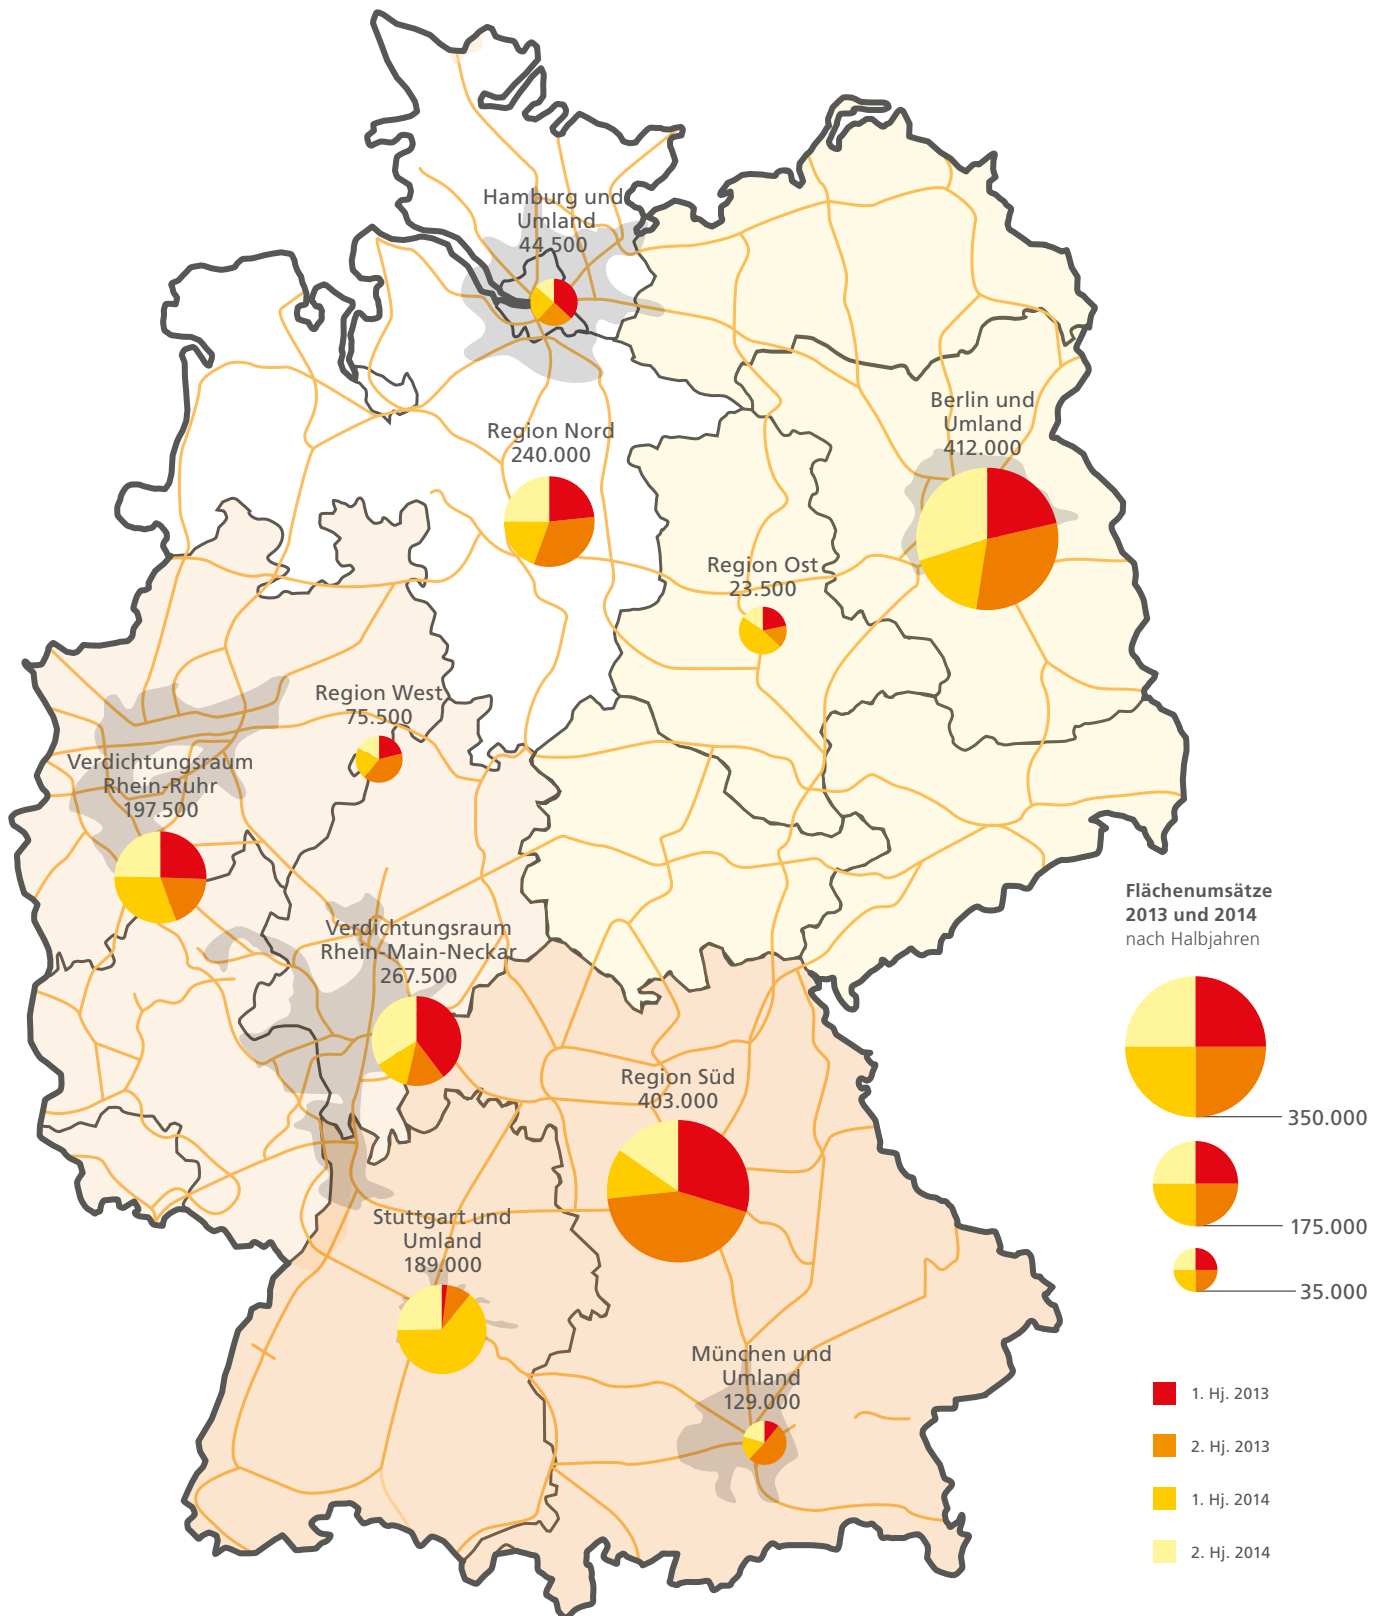 Hamburg und
Umland
44.500
Region Nord
240.000
Berlin und
Umland
412.000
Region Ost
23.500
Region West
75.500
Verdichtungsraum
Rhein-Ruhr
197.500
Verdichtungsraum
Rhein-Main-Neckar
267.500
Region Süd
403.000
Stuttgart und
Umland
189.000
München und
Umland
129.000
Flächenumsätze
2013 und 2014
nach Halbjahren
350.000
175.000
35.000
1. Hj. 2013
2. Hj. 2013
1. Hj. 2014
2. Hj. 2014